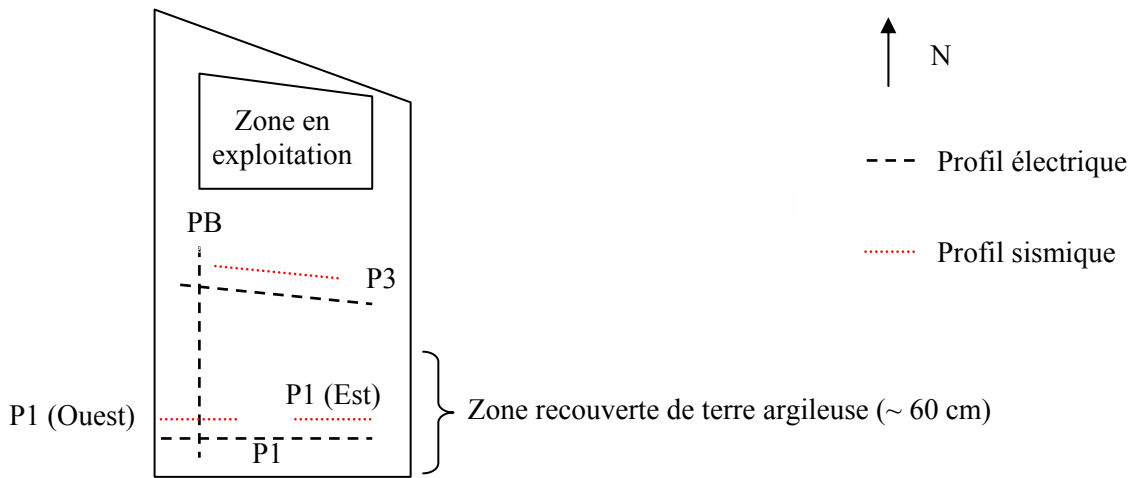 Zone en
exploitation
N
Profil électrique
PB
Profil sismique
P3
P1 (Est)
P1 (Ouest)
Zone recouverte de terre argileuse (~ 60 cm)
P1